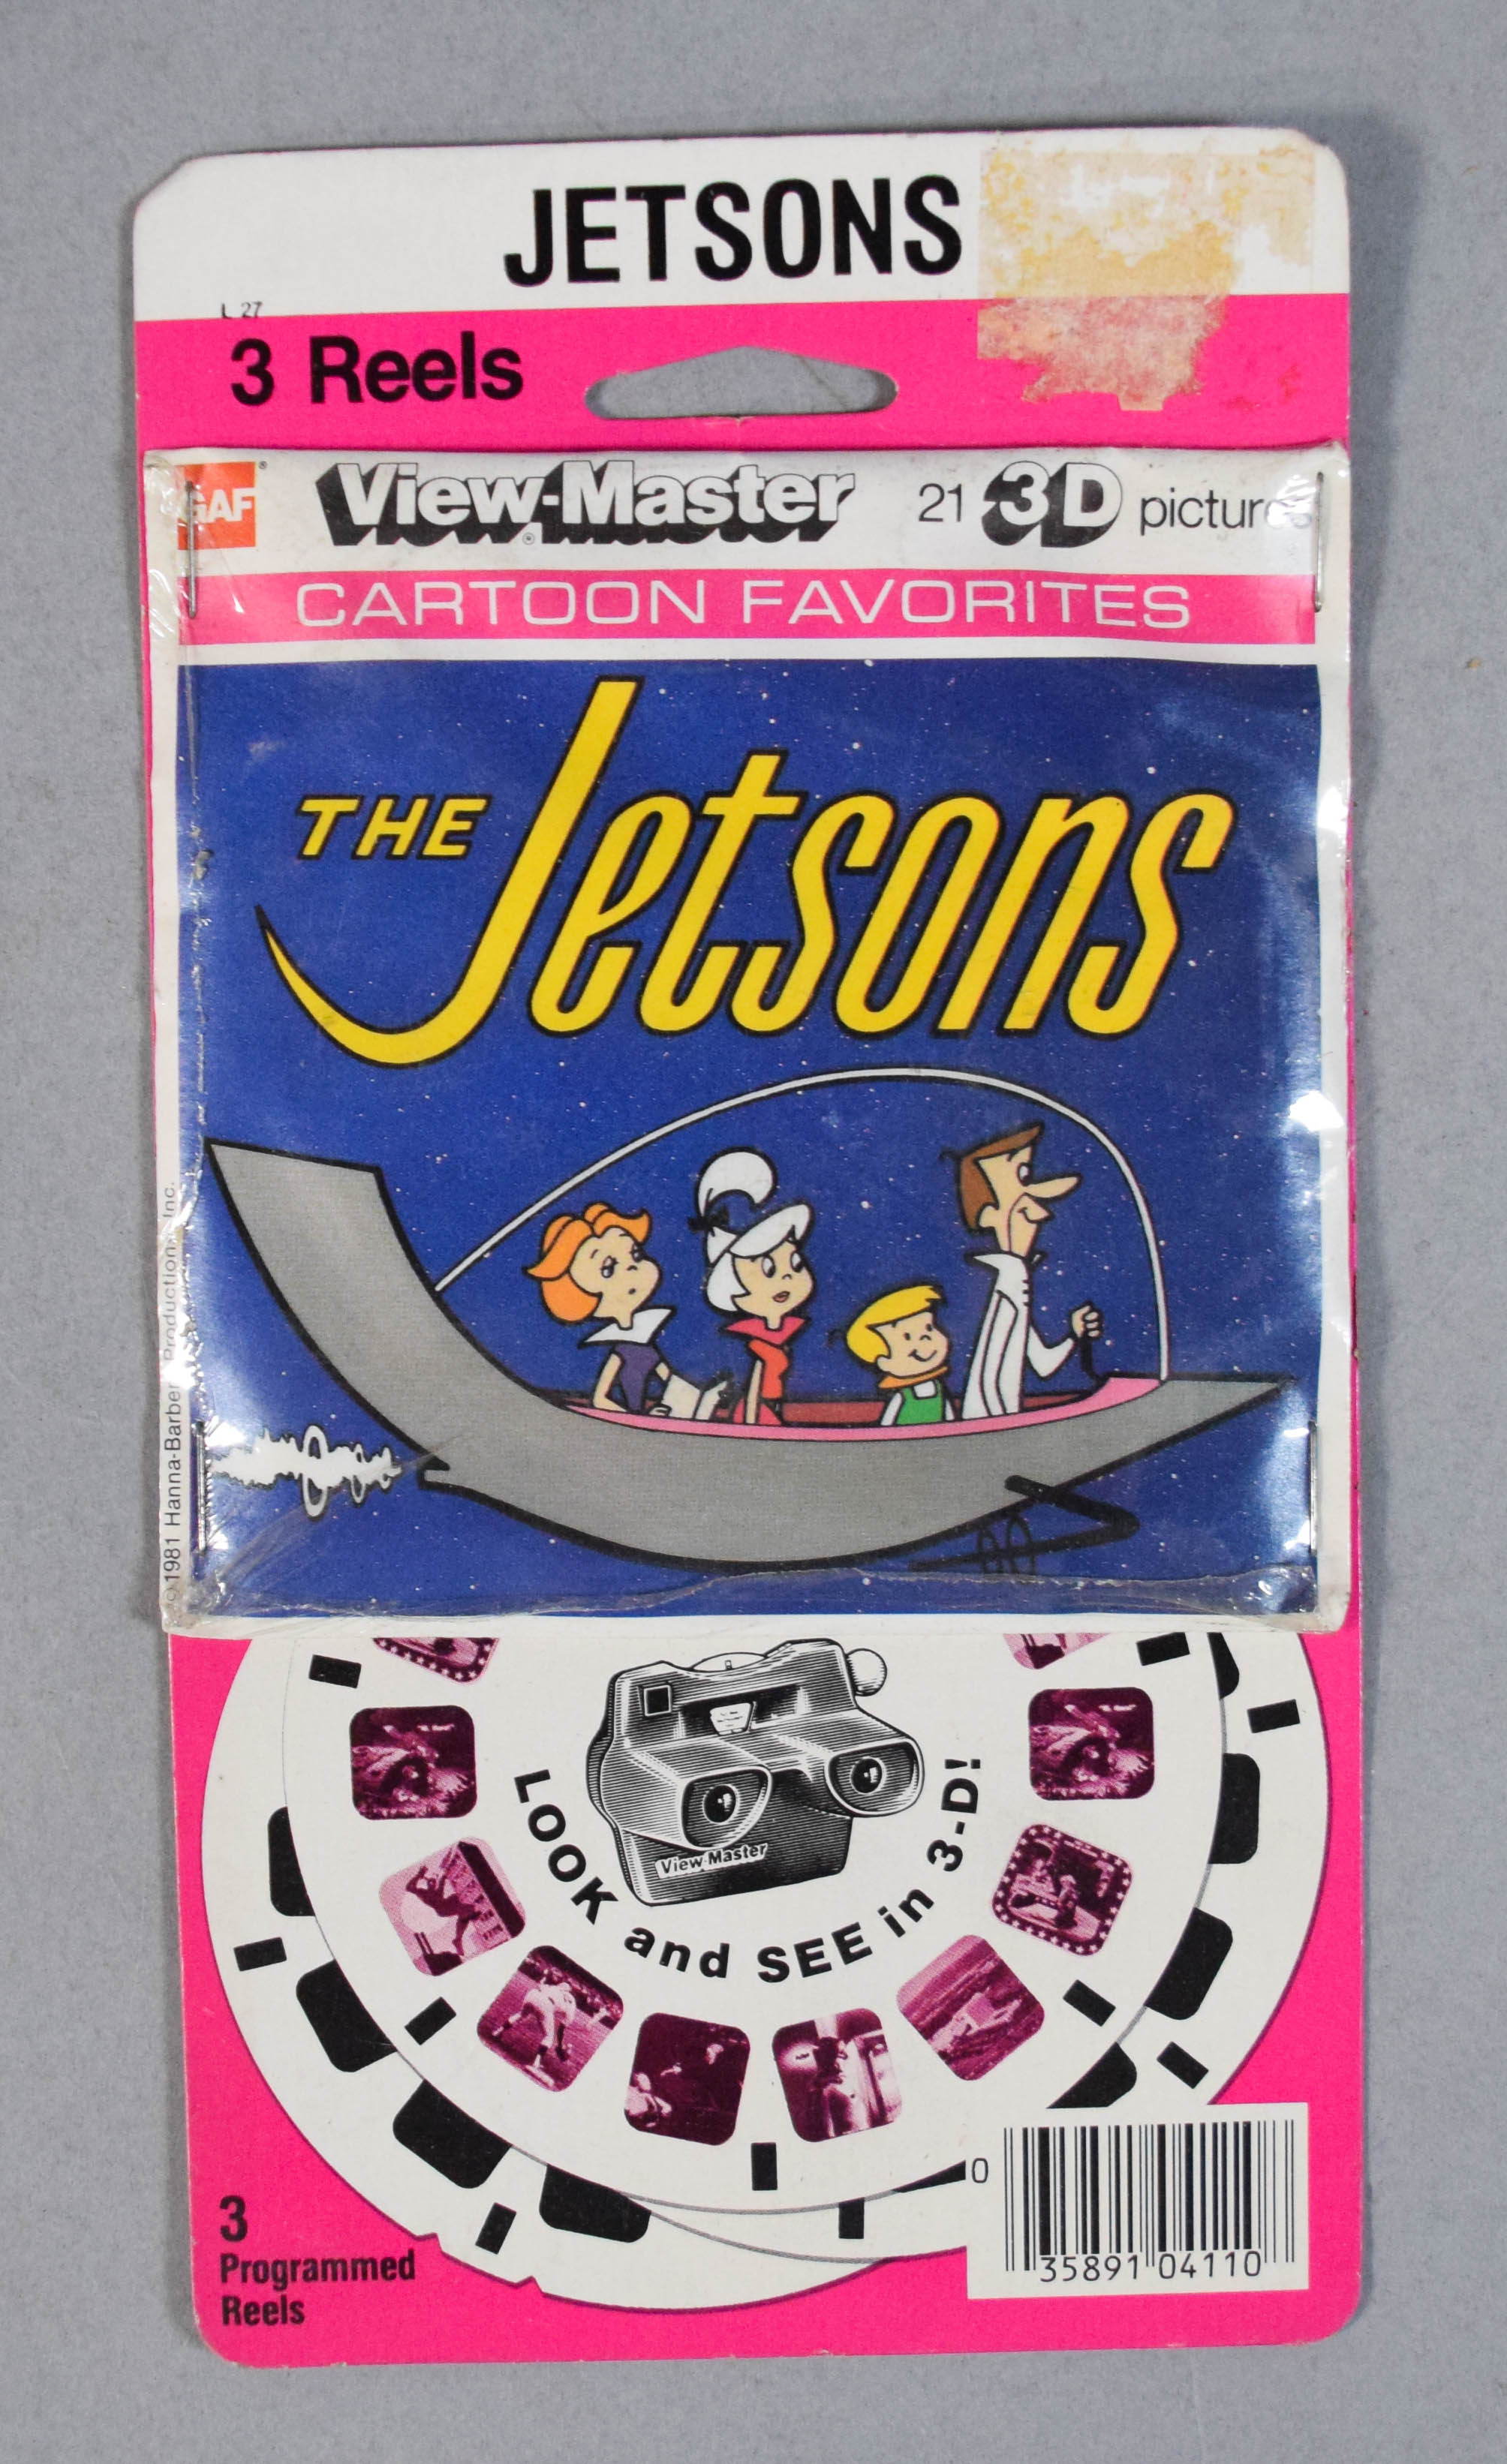 JETSONS
L 27
3 Reels
GAF
View-Master ® 21 3D pictures
CARTOON FAVORITES
THE Jetsons
©1981 Hanna-Barbera Productions, Inc.
View-Master
LOOK and SEE in 3-D!
3
Programmed
Reels
0 35891 04110